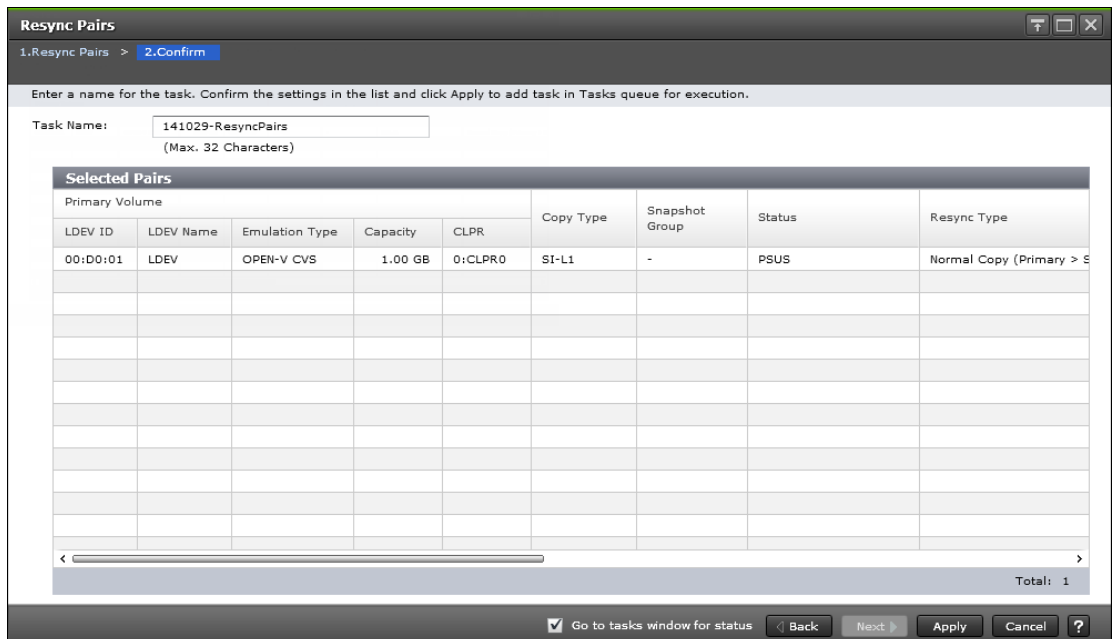 Resync Pairs
1.Resync Pairs > 2.Confirm
Enter a name for the task. Confirm the settings in the list and click Apply to add task in Tasks queue for execution.
Task Name: 141029-ResyncPairs
(Max. 32 Characters)
Selected Pairs
Primary Volume Copy Type Snapshot Group Status Resync Type
LDEV ID LDEV Name Emulation Type Capacity CLPR
00:D0:01 LDEV OPEN-V CVS 1.00 GB 0:CLPR0 SI-L1 - PSUS Normal Copy (Primary > S
Total: 1
Go to tasks window for status Back Next Apply Cancel ?